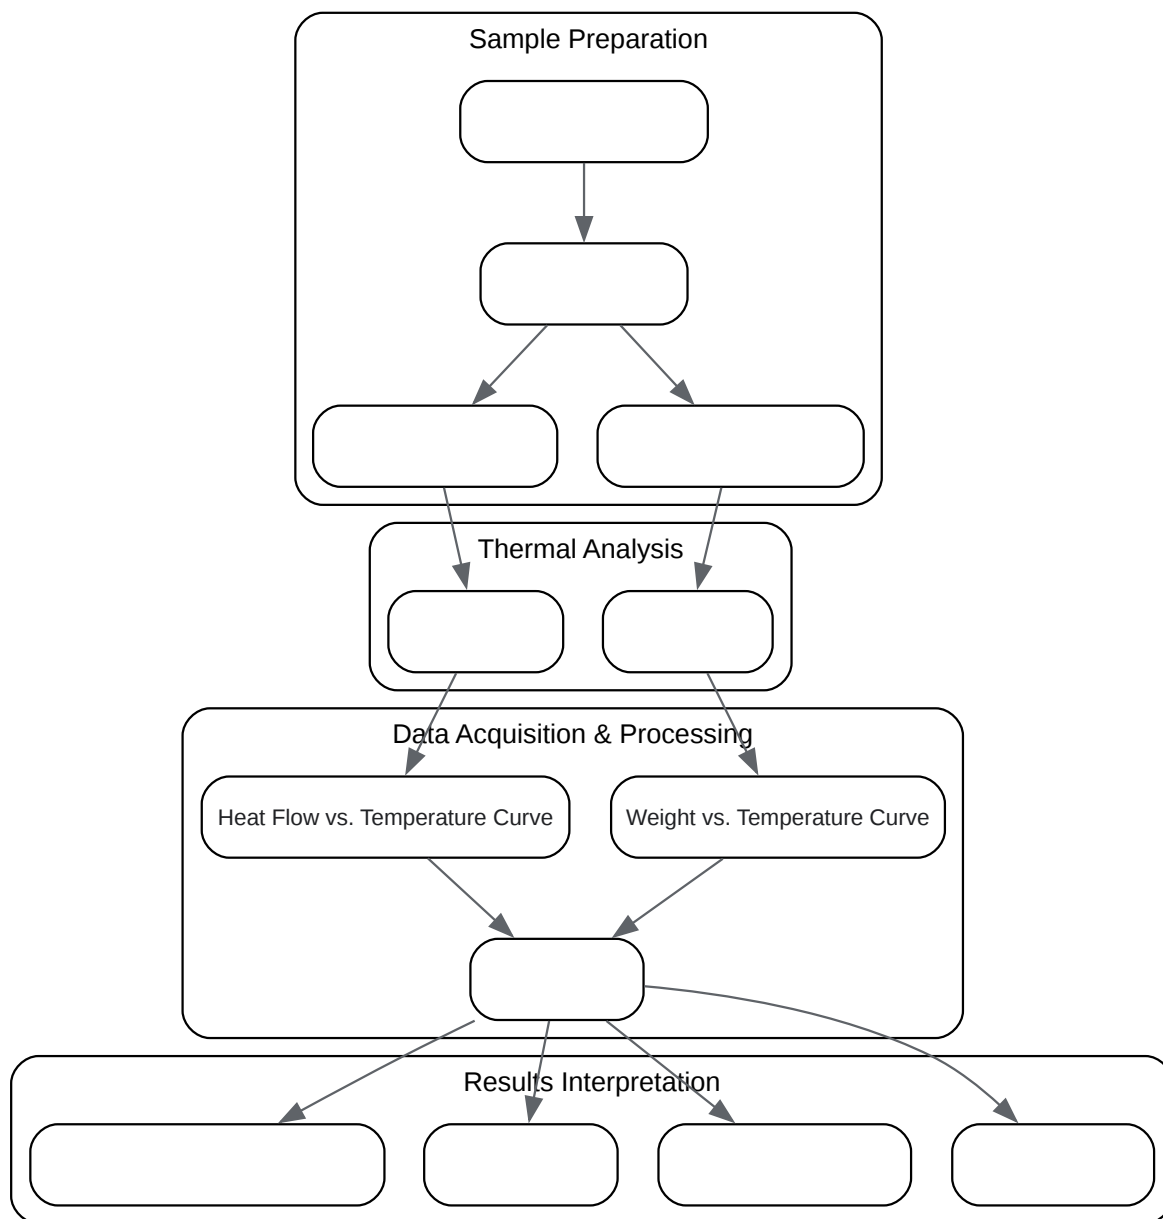 Sample Preparation
Thermal Analysis
Data Acquisition & Processing
Heat Flow vs. Temperature Curve
Weight vs. Temperature Curve
Results Interpretation